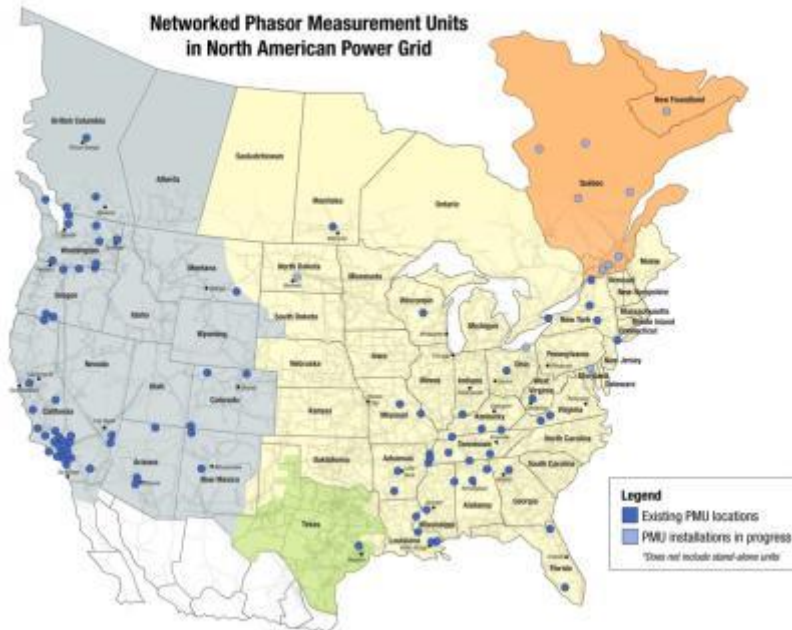 Networked Phasor Measurement Units
in North American Power Grid
New Foundland
British Columbia
Alberta
Saskatchewan
Manitoba
Ontario
Québec
Washington
Montana
North Dakota
Minnesota
Maine
Vermont
New Hampshire
Massachusetts
Rhode Island
Connecticut
Oregon
Idaho
Wyoming
South Dakota
Wisconsin
Michigan
New York
Nevada
Utah
Colorado
Nebraska
Iowa
Illinois
Indiana
Ohio
Pennsylvania
New Jersey
Maryland
Delaware
West
Virginia
Virginia
California
Kansas
Missouri
Kentucky
North Carolina
Arizona
New Mexico
Oklahoma
Arkansas
Tennessee
South Carolina
Texas
Louisiana
Mississippi
Alabama
Georgia
Florida
Legend
Existing PMU locations
PMU installations in progress
*Does not include stand-alone units